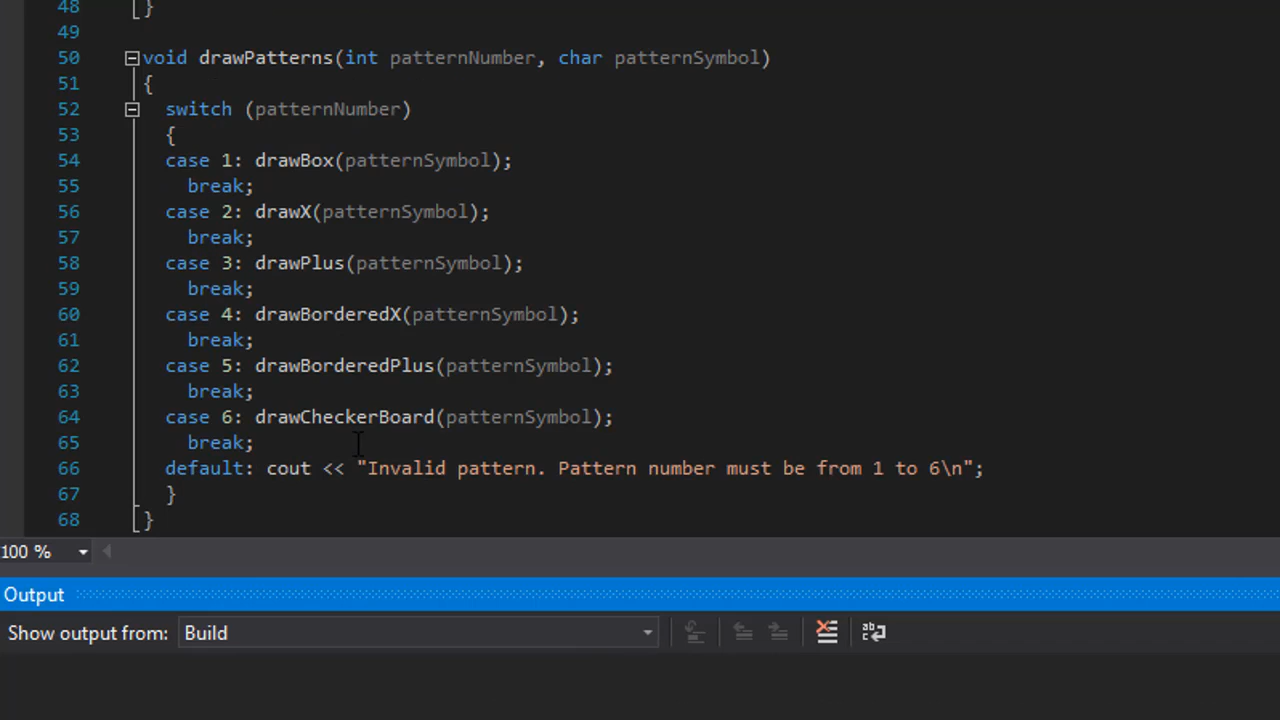 48 }
49
50 void drawPatterns(int patternNumber, char patternSymbol)
51 {
52 switch (patternNumber)
53 {
54 case 1: drawBox(patternSymbol);
55 break;
56 case 2: drawX(patternSymbol);
57 break;
58 case 3: drawPlus(patternSymbol);
59 break;
60 case 4: drawBorderedX(patternSymbol);
61 break;
62 case 5: drawBorderedPlus(patternSymbol);
63 break;
64 case 6: drawCheckerBoard(patternSymbol);
65 break;
66 default: cout << "Invalid pattern. Pattern number must be from 1 to 6\n";
67 }
68 }
100 %
Output
Show output from: Build